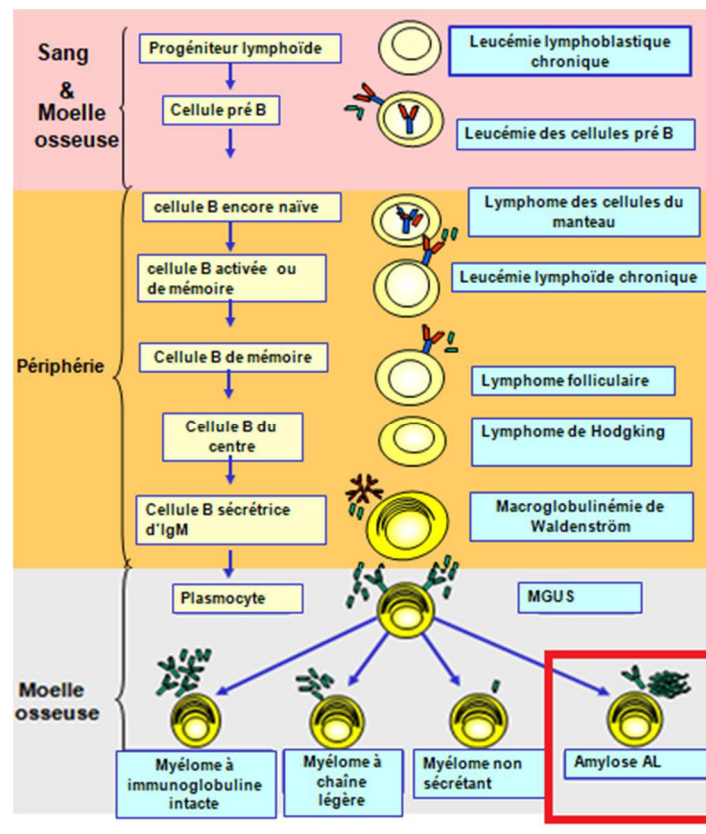 Sang
&
Moelle
osseuse
Progéniteur lymphoïde
Leucémie lymphoblastique
chronique
Cellule pré B
Leucémie des cellules pré B
Périphérie
cellule B encore naïve
Lymphome des cellules du
manteau
cellule B activée ou
de mémoire
Leucémie lymphoïde chronique
Cellule B de mémoire
Lymphome folliculaire
Cellule B du
centre
Lymphome de Hodgking
Cellule B sécrétrice
d'IgM
Macroglobulinémie de
Waldenström
Moelle
osseuse
Plasmocyte
MGUS
Myélome à
immunoglobuline
intacte
Myélome à
chaîne
légère
Myélome non
sécrétant
Amylose AL